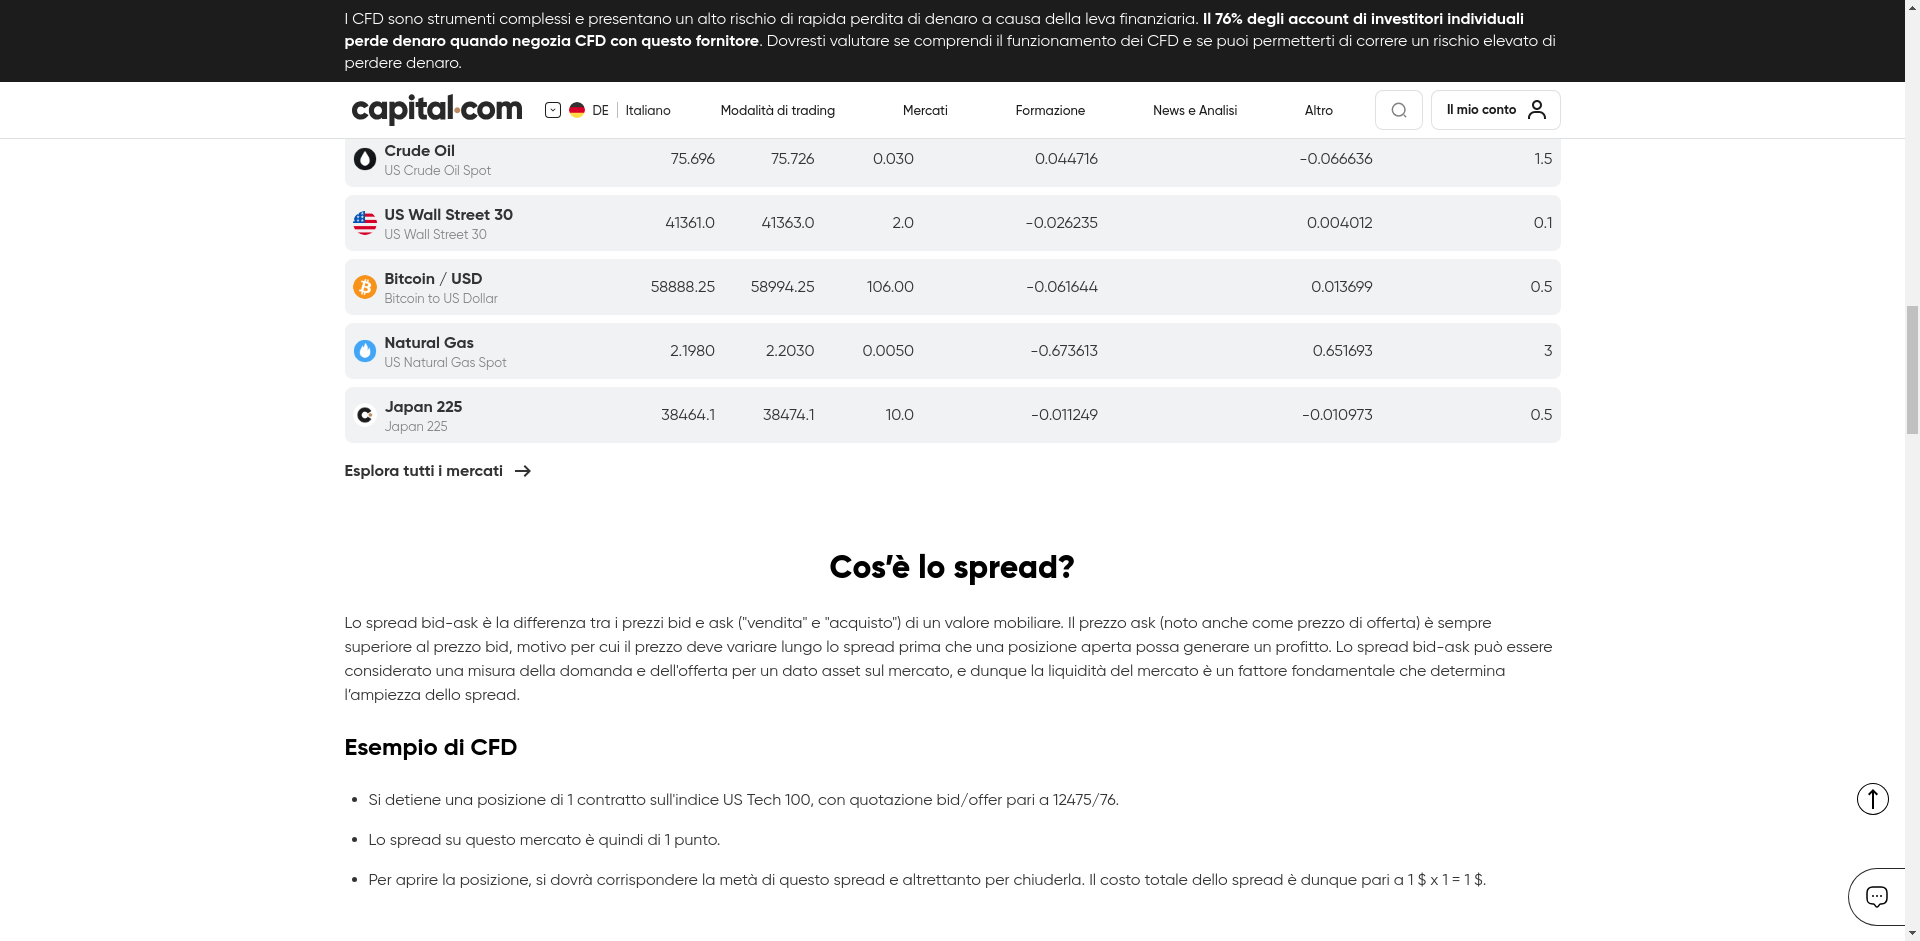 I CFD sono strumenti complessi e presentano un alto rischio di rapida perdita di denaro a causa della leva finanziaria. Il 76% degli account di investitori individuali
perde denaro quando negozia CFD con questo fornitore. Dovresti valutare se comprendi il funzionamento dei CFD e se puoi permetterti di correre un rischio elevato di
perdere denaro.
capital.com DE Italiano Modalità di trading Mercati Formazione News e Analisi Altro Il mio conto
Crude Oil
US Crude Oil Spot
75.696 75.726 0.030 0.044716 -0.066636 1.5
US Wall Street 30
US Wall Street 30
41361.0 41363.0 2.0 -0.026235 0.004012 0.1
Bitcoin / USD
Bitcoin to US Dollar
58888.25 58994.25 106.00 -0.061644 0.013699 0.5
Natural Gas
US Natural Gas Spot
2.1980 2.2030 0.0050 -0.673613 0.651693 3
Japan 225
Japan 225
38464.1 38474.1 10.0 -0.011249 -0.010973 0.5
Esplora tutti i mercati
Cos'è lo spread?
Lo spread bid-ask è la differenza tra i prezzi bid e ask ("vendita" e "acquisto") di un valore mobiliare. Il prezzo ask (noto anche come prezzo di offerta) è sempre
superiore al prezzo bid, motivo per cui il prezzo deve variare lungo lo spread prima che una posizione aperta possa generare un profitto. Lo spread bid-ask può essere
considerato una misura della domanda e dell'offerta per un dato asset sul mercato, e dunque la liquidità del mercato è un fattore fondamentale che determina
l'ampiezza dello spread.
Esempio di CFD
• Si detiene una posizione di 1 contratto sull'indice US Tech 100, con quotazione bid/offer pari a 12475/76.
• Lo spread su questo mercato è quindi di 1 punto.
• Per aprire la posizione, si dovrà corrispondere la metà di questo spread e altrettanto per chiuderla. Il costo totale dello spread è dunque pari a 1 $ x 1 = 1 $.